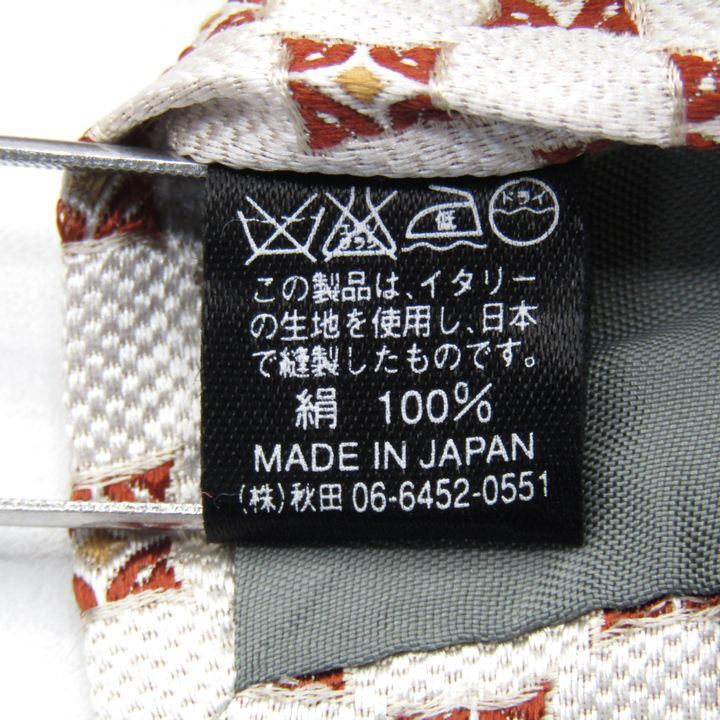 低 ドライ
この製品は、イタリー
の生地を使用し、日本
で縫製したものです。
絹 100%
MADE IN JAPAN
(株)秋田 06-6452-0551